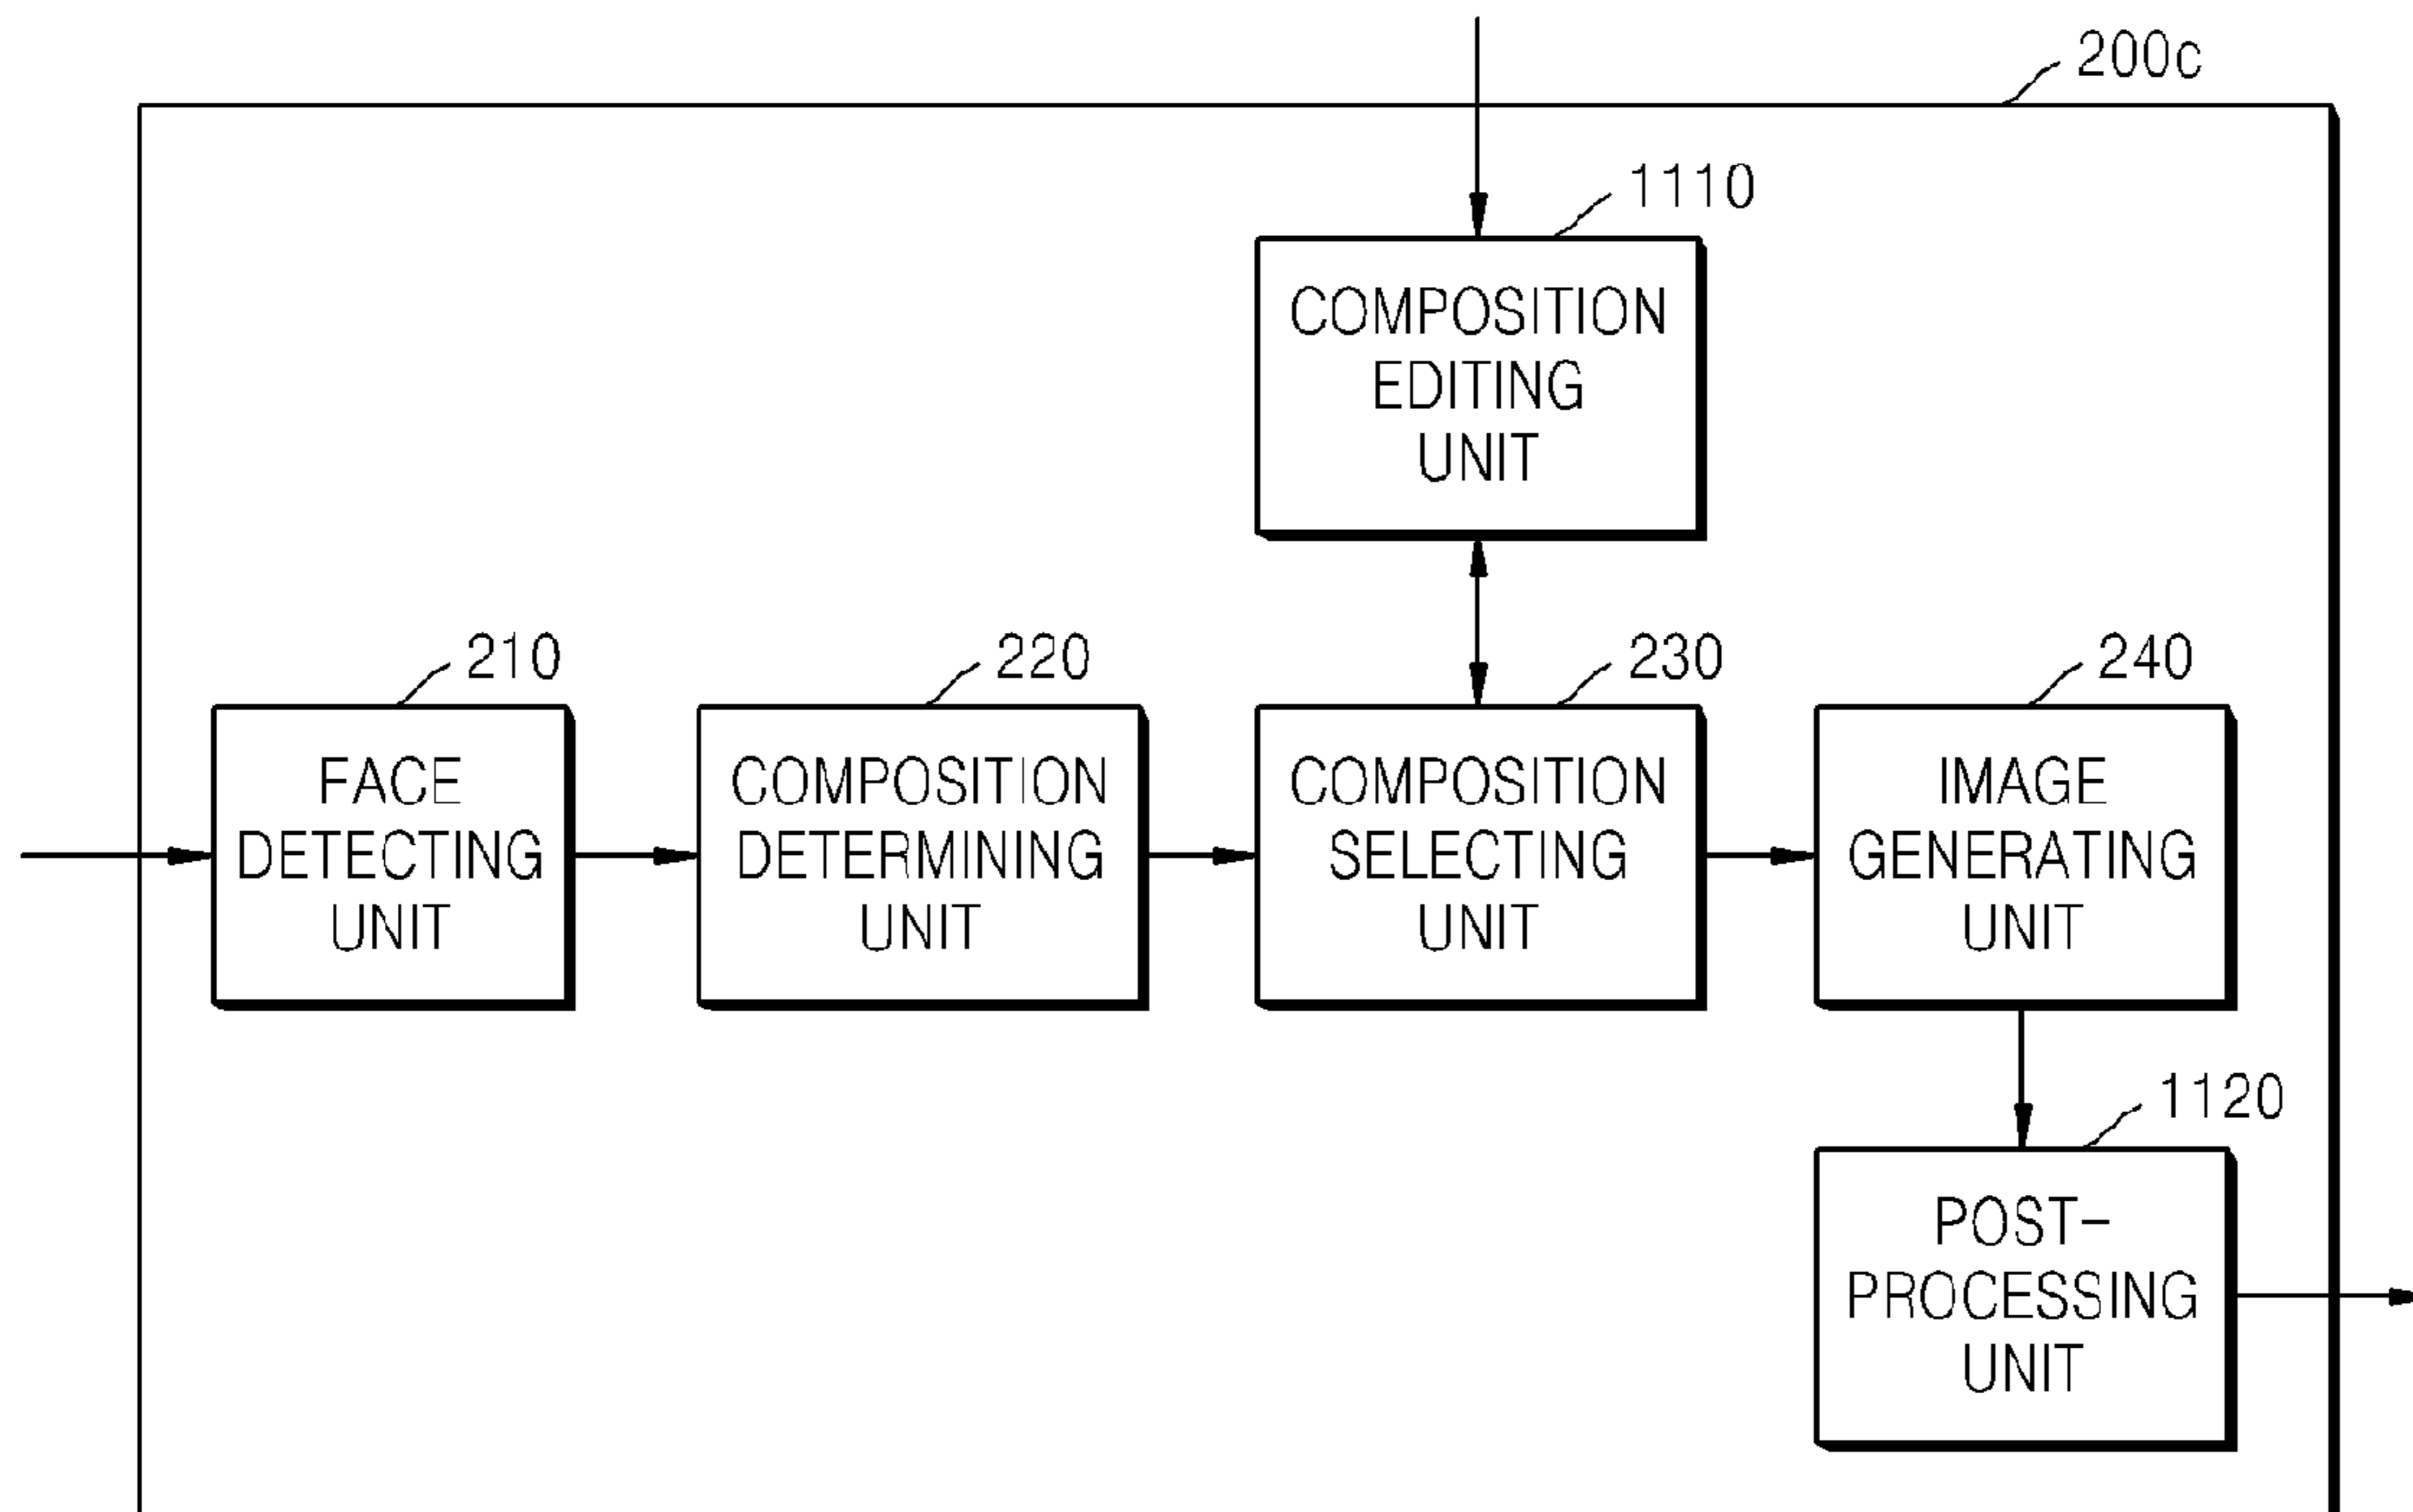 200c
1110
COMPOSITION
EDITING
UNIT
210
FACE
DETECTING
UNIT
220
COMPOSITION
DETERMINING
UNIT
230
COMPOSITION
SELECTING
UNIT
240
IMAGE
GENERATING
UNIT
1120
POST-
PROCESSING
UNIT